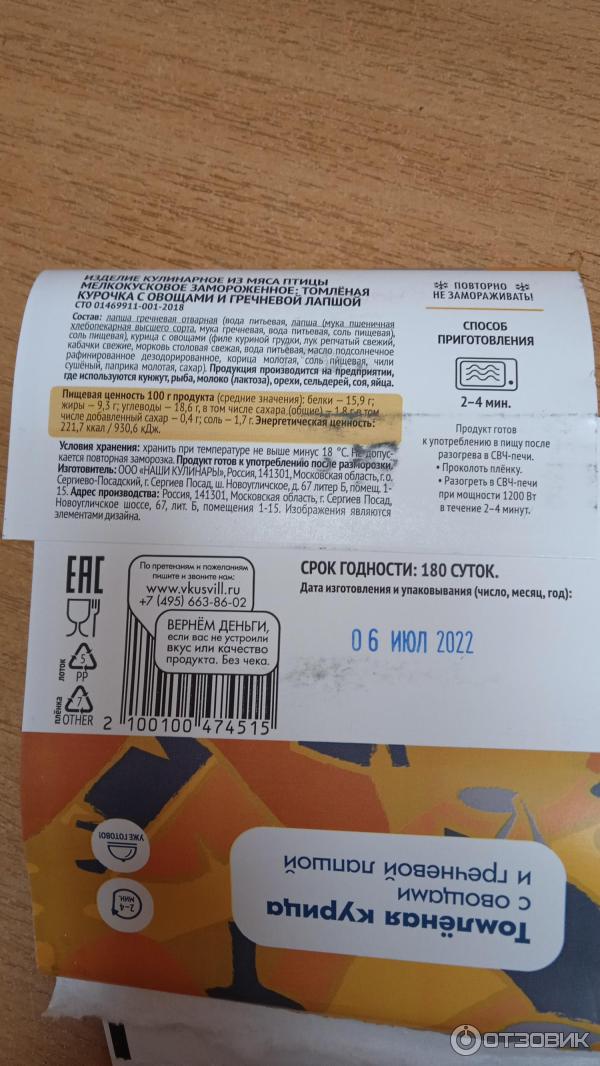 ИЗДЕЛИЕ КУЛИНАРНОЕ ИЗ МЯСА ПТИЦЫ
МЕЛКОКУСКОВОЕ ЗАМОРОЖЕННОЕ: ТОМЛЁНАЯ
КУРОЧКА С ОВОЩАМИ И ГРЕЧНЕВОЙ ЛАПШОЙ
СТО 01469911-001-2018
Состав: лапша гречневая отварная (вода питьевая, лапша (мука пшеничная
хлебопекарная высшего сорта, мука гречневая, вода питьевая, соль пищевая),
соль пищевая), курица с овощами (филе куриной грудки, лук репчатый свежий,
кабачки свежие, морковь столовая свежая, вода питьевая, масло подсолнечное
рафинированное дезодорированное, корица молотая, соль пищевая, чили
сушёный, паприка молотая, сахар). Продукция произведена на предприятии,
где используются кунжут, рыба, молоко (лактоза), орехи, сельдерей, соя, яйца.
Пищевая ценность 100 г продукта (средние значения): белки – 15,9 г;
жиры – 9,3 г; углеводы – 18,6 г, в том числе сахара (общие) – 1,8 г, в том
числе добавленный сахар – 0,4 г; соль – 1,7 г. Энергетическая ценность:
221,7 ккал / 930,6 кДж.
Условия хранения: хранить при температуре не выше минус 18 °С. Не допус-
кается повторная заморозка. Продукт готов к употреблению после разморозки.
Изготовитель: ООО «НАШИ КУЛИНАРЫ», Россия, 141301, Московская область, г.о.
Сергиево-Посадский, г. Сергиев Посад, ш. Новоугличское, д. 67 литер Б, помещ. 1-
15. Адрес производства: Россия, 141301, Московская область, г. Сергиев Посад,
Новоугличское шоссе, 67, лит. Б, помещения 1-15. Изображения являются
элементами дизайна.
ПОВТОРНО
НЕ ЗАМОРАЖИВАТЬ!
СПОСОБ
ПРИГОТОВЛЕНИЯ
2–4 мин.
Продукт готов
к употреблению в пищу после
разогрева в СВЧ-печи.
• Проколоть плёнку.
• Разогреть в СВЧ-печи
при мощности 1200 Вт
в течение 2–4 минут.
EAC
лоток
5
PP
плёнка
7
OTHER
По претензиям и пожеланиям
пишите и звоните нам:
www.vkusvill.ru
+7 (495) 663-86-02
ВЕРНЁМ ДЕНЬГИ,
если вас не устроили
вкус или качество
продукта. Без чека.
2 100100 474515
СРОК ГОДНОСТИ: 180 СУТОК.
Дата изготовления и упаковывания (число, месяц, год):
06 ИЮЛ 2022
Томлёная курица
с овощами
и гречневой лапшой
2–4 МИН.
УЖЕ ГОТОВО!
ОТЗОВИК